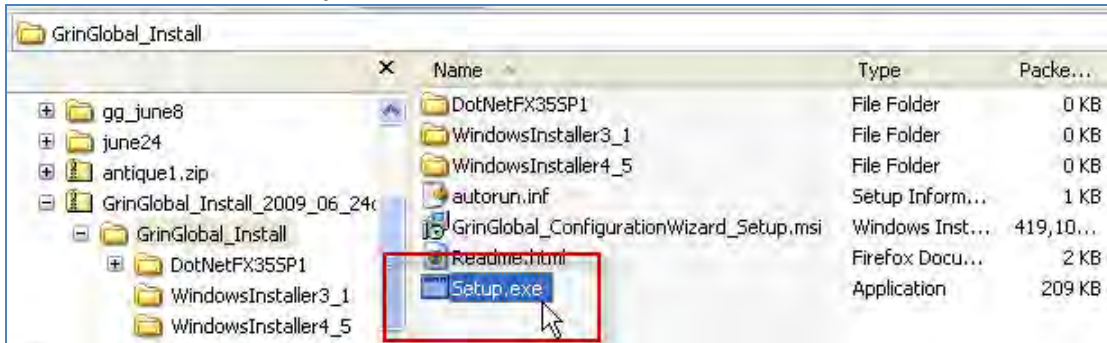 GrinGlobal_Install
× Name Type Packe...
gg_june8 DotNetFX35SP1 File Folder 0 KB
june24 WindowsInstaller3_1 File Folder 0 KB
antique1.zip WindowsInstaller4_5 File Folder 0 KB
GrinGlobal_Install_2009_06_24 autorun.inf Setup Inform... 1 KB
GrinGlobal_Install GrinGlobal_ConfigurationWizard_Setup.msi Windows Inst... 419,10...
DotNetFX35SP1 Readme.html Firefox Docu... 2 KB
WindowsInstaller3_1 Setup.exe Application 209 KB
WindowsInstaller4_5